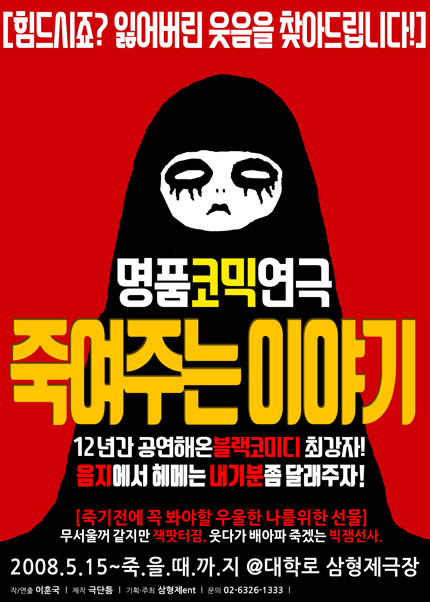 [힘드시죠? 잃어버린 웃음을 찾아드립니다!]
명품코믹연극
죽여주는 이야기
12년간 공연해온블랙코미디 최강자!
음지에서 헤메는 내기분좀 달래주자!
[죽기전에 꼭 봐야할 우울한 나를위한 선물]
무서울꺼 같지만 잭팟터짐. 웃다가 배아파 죽겠는 빅잼선사.
2008.5.15~죽.을.때.까.지 @대학로 삼형제극장
작/연출 이훈국 | 제작 극단틈 | 기획·주최 삼형제ent | 문의 02-6326-1333 |